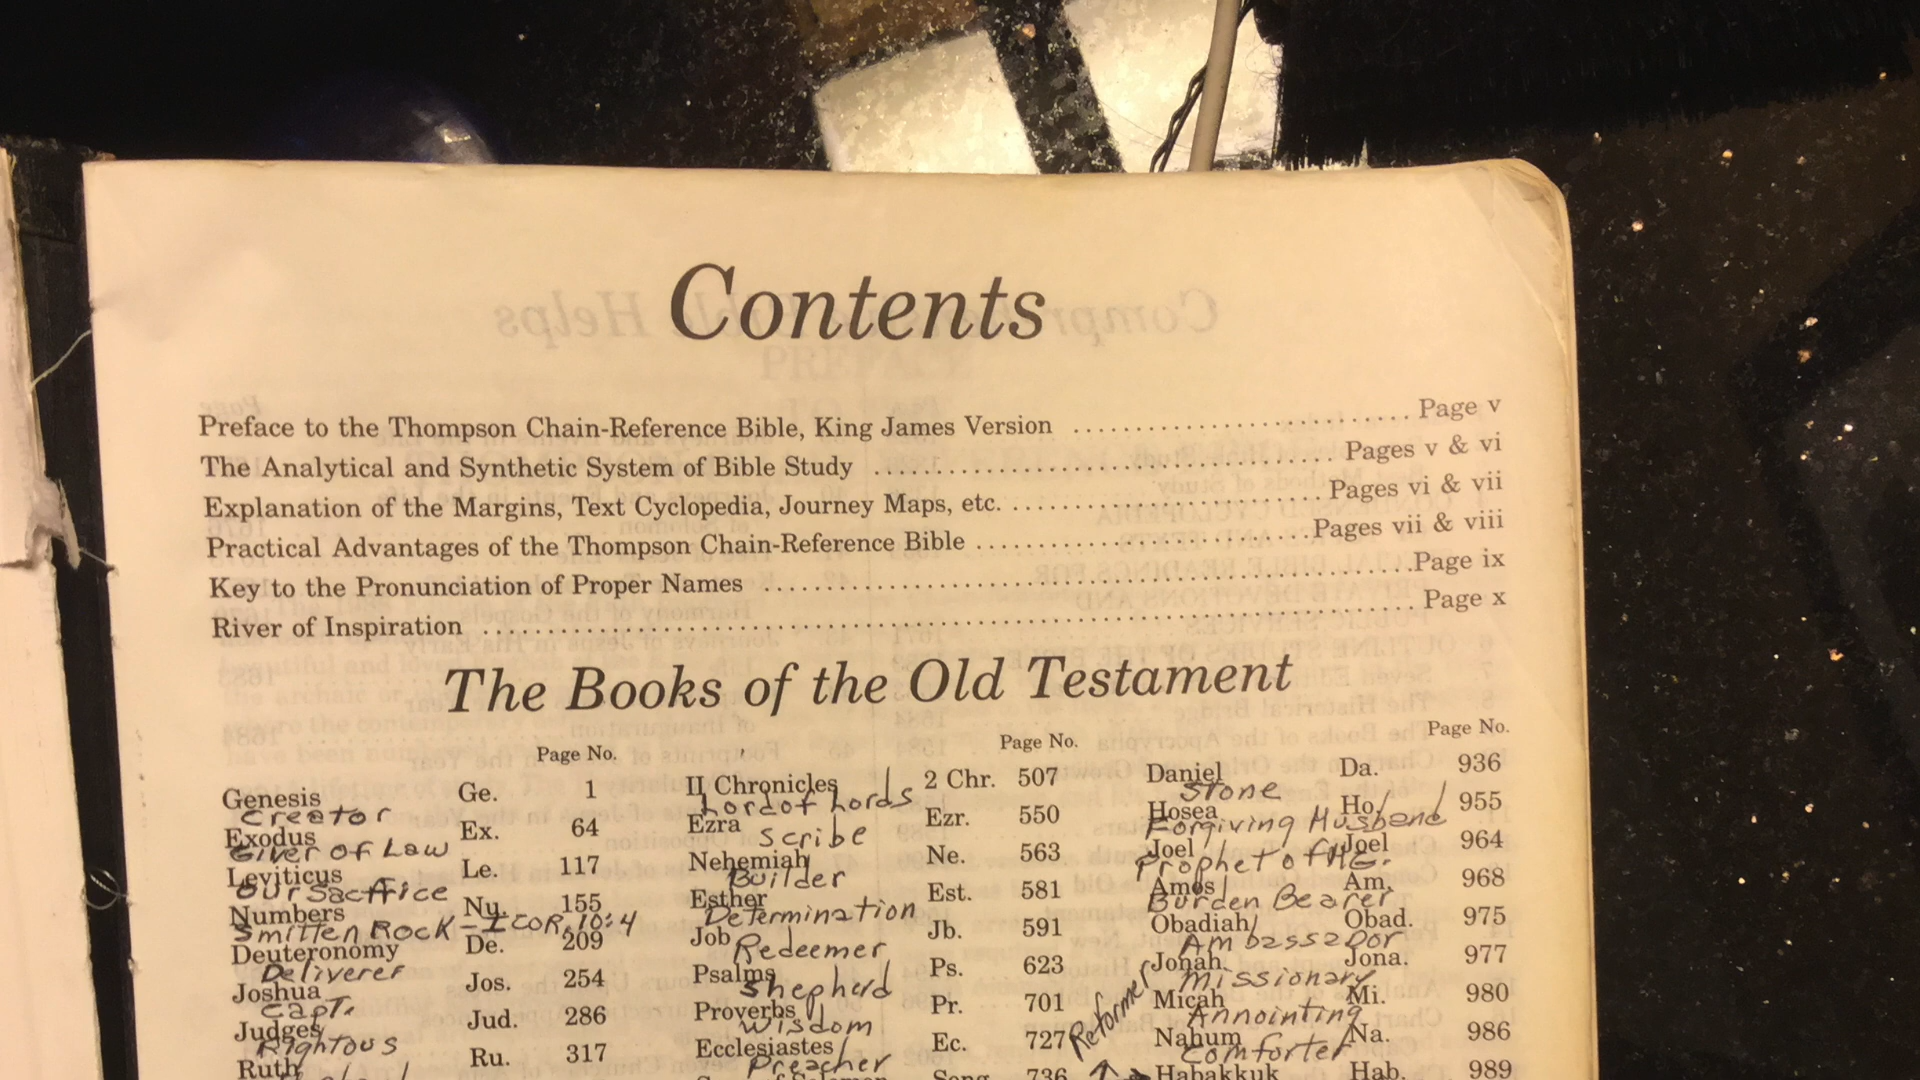 Contents
Preface to the Thompson Chain-Reference Bible, King James Version ........................ Page v
The Analytical and Synthetic System of Bible Study ........................ Pages v & vi
Explanation of the Margins, Text Cyclopedia, Journey Maps, etc. ........................ Pages vi & vii
Practical Advantages of the Thompson Chain-Reference Bible ........................ Pages vii & viii
Key to the Pronunciation of Proper Names ........................ Page ix
River of Inspiration ........................ Page x
The Books of the Old Testament
Page No.
Genesis Ge. 1
Creator
Exodus Ex. 64
Giver of Law
Leviticus Le. 117
Our Sacrifice
Numbers Nu. 155
Smitten Rock - I Cor. 10:4
Deuteronomy De. 209
Deliverer
Joshua Jos. 254
Capt.
Judges Jud. 286
Rightous
Ruth Ru. 317
Page No.
II Chronicles 2 Chr. 507
Lord of Lords
Ezra Ezr. 550
Scribe
Nehemiah Ne. 563
Builder
Esther Est. 581
Determination
Job Jb. 591
Redeemer
Psalms Ps. 623
Shepherd
Proverbs Pr. 701
Wisdom
Ecclesiastes Ec. 727
Preacher
Song 736
Page No.
Daniel Da. 936
Stone
Hosea Ho. 955
Forgiving Husband
Joel Joel 964
Prophet of HG.
Amos Am. 968
Burden Bearer
Obadiah Obad. 975
Ambassador
Jonah Jona. 977
Missionary
Micah Mi. 980
Annointing
Nahum Na. 986
Comforter
Habakkuk Hab. 989
Reformer